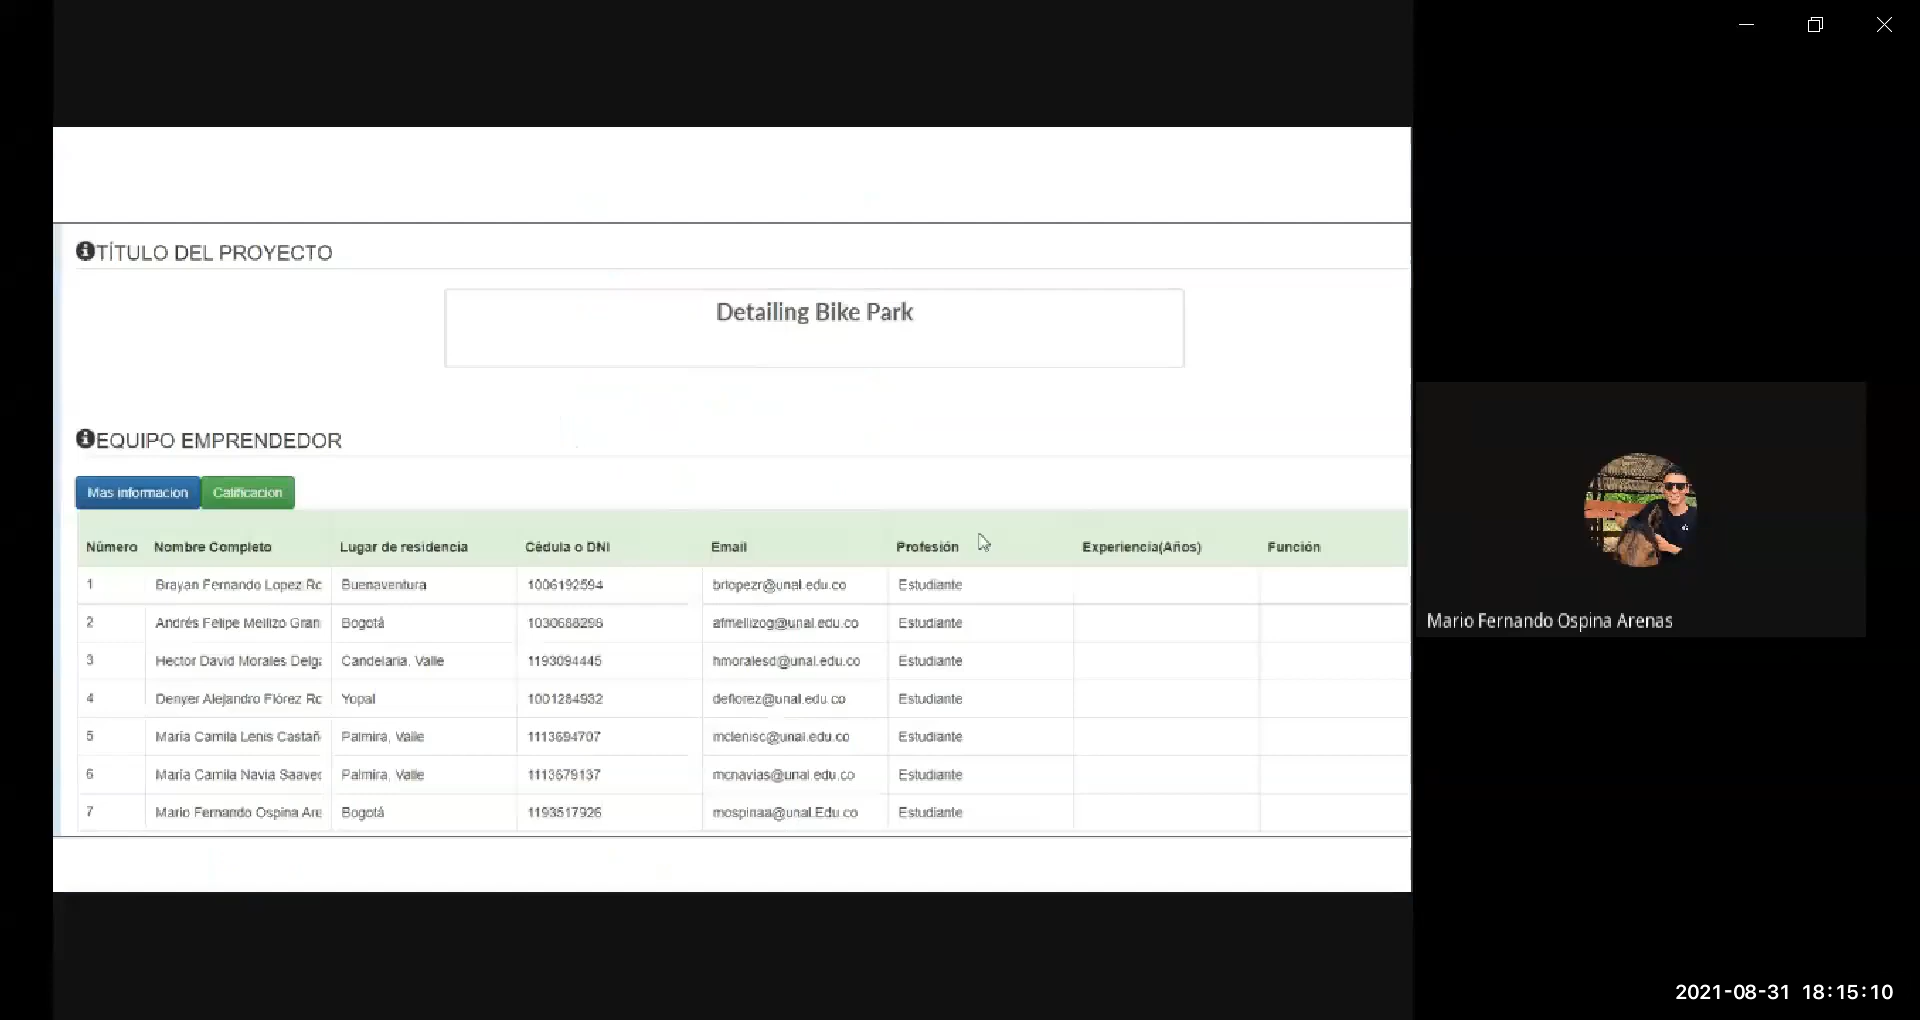 TÍTULO DEL PROYECTO
Detailing Bike Park
EQUIPO EMPRENDEDOR
Mas informacion Calificacion
Número Nombre Completo Lugar de residencia Cédula o DNI Email Profesión Experiencia(Años) Función
1 Brayan Fernando Lopez Rc Buenaventura 1006192594 brlopezr@unal.edu.co Estudiante
2 Andrés Felipe Mellizo Gran Bogotá 1030688298 afmellizog@unal.edu.co Estudiante
3 Hector David Morales Delg Candelaria, Valle 1193094445 hmoralesd@unal.edu.co Estudiante
4 Denyer Alejandro Flórez Rc Yopal 1001284932 deflorez@unal.edu.co Estudiante
5 María Camila Lenis Castañ Palmira, Valle 1113694707 mclenisc@unal.edu.co Estudiante
6 María Camila Navia Saaved Palmira, Valle 1113679137 mcnavias@unal.edu.co Estudiante
7 Mario Fernando Ospina Are Bogotá 1193517926 mospinaa@unal.Edu.co Estudiante
Mario Fernando Ospina Arenas
2021-08-31 18:15:10